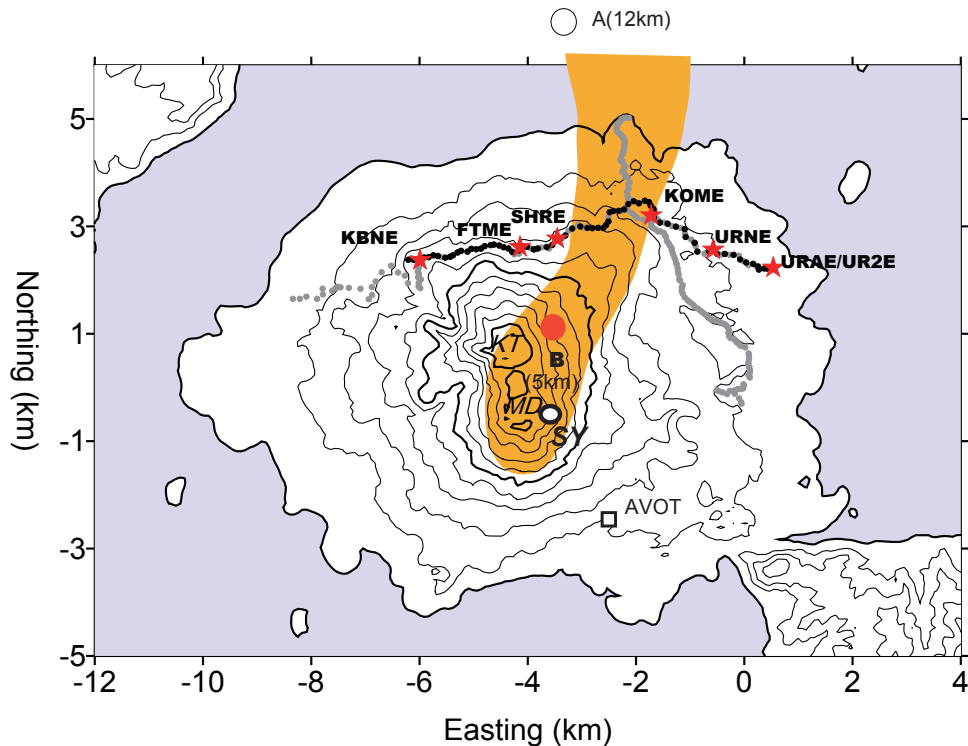 A(12km)
5
3
1
-1
-3
-5
Northing (km)
KOME
SHRE
FTME
KBNE
URNE
URAE/UR2E
KT
B
(5km)
MD
SY
AVOT
-12
-10
-8
-6
-4
-2
0
2
4
Easting (km)